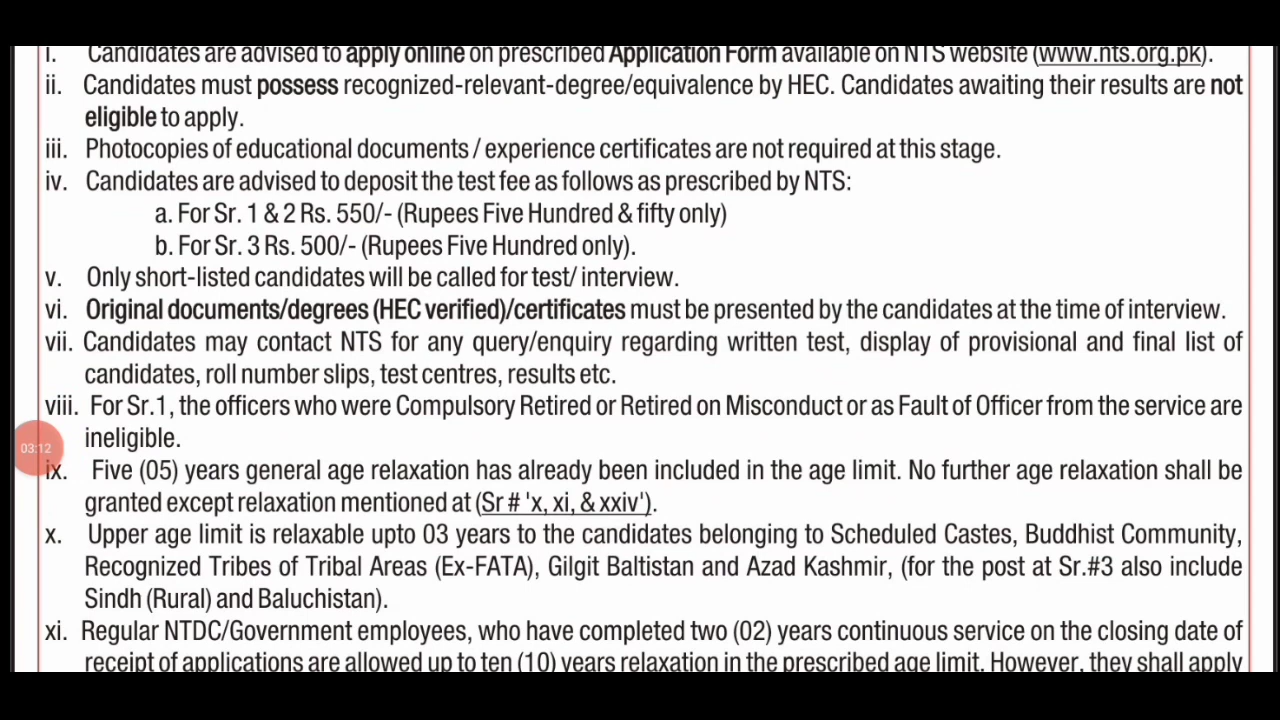 i. Candidates are advised to apply online on prescribed Application Form available on NTS website (www.nts.org.pk).
ii. Candidates must possess recognized-relevant-degree/equivalence by HEC. Candidates awaiting their results are not
eligible to apply.
iii. Photocopies of educational documents / experience certificates are not required at this stage.
iv. Candidates are advised to deposit the test fee as follows as prescribed by NTS:
a. For Sr. 1 & 2 Rs. 550/- (Rupees Five Hundred & fifty only)
b. For Sr. 3 Rs. 500/- (Rupees Five Hundred only).
v. Only short-listed candidates will be called for test/ interview.
vi. Original documents/degrees (HEC verified)/certificates must be presented by the candidates at the time of interview.
vii. Candidates may contact NTS for any query/enquiry regarding written test, display of provisional and final list of
candidates, roll number slips, test centres, results etc.
viii. For Sr.1, the officers who were Compulsory Retired or Retired on Misconduct or as Fault of Officer from the service are
ineligible.
03:12
ix. Five (05) years general age relaxation has already been included in the age limit. No further age relaxation shall be
granted except relaxation mentioned at (Sr # 'x, xi, & xxiv').
x. Upper age limit is relaxable upto 03 years to the candidates belonging to Scheduled Castes, Buddhist Community,
Recognized Tribes of Tribal Areas (Ex-FATA), Gilgit Baltistan and Azad Kashmir, (for the post at Sr.#3 also include
Sindh (Rural) and Baluchistan).
xi. Regular NTDC/Government employees, who have completed two (02) years continuous service on the closing date of
receipt of applications are allowed up to ten (10) years relaxation in the prescribed age limit. However, they shall apply